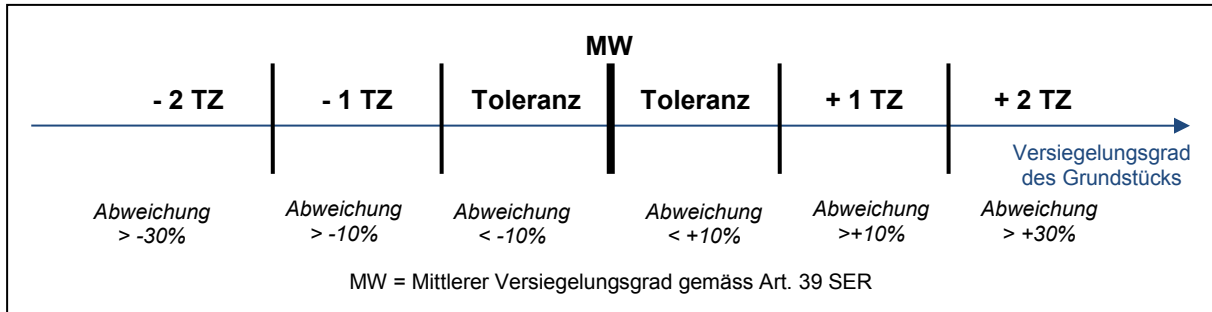 MW
- 2 TZ - 1 TZ Toleranz Toleranz + 1 TZ + 2 TZ
Versiegelungsgrad
des Grundstücks
Abweichung Abweichung Abweichung Abweichung Abweichung Abweichung
> -30% > -10% < -10% < +10% >+10% > +30%
MW = Mittlerer Versiegelungsgrad gemäss Art. 39 SER